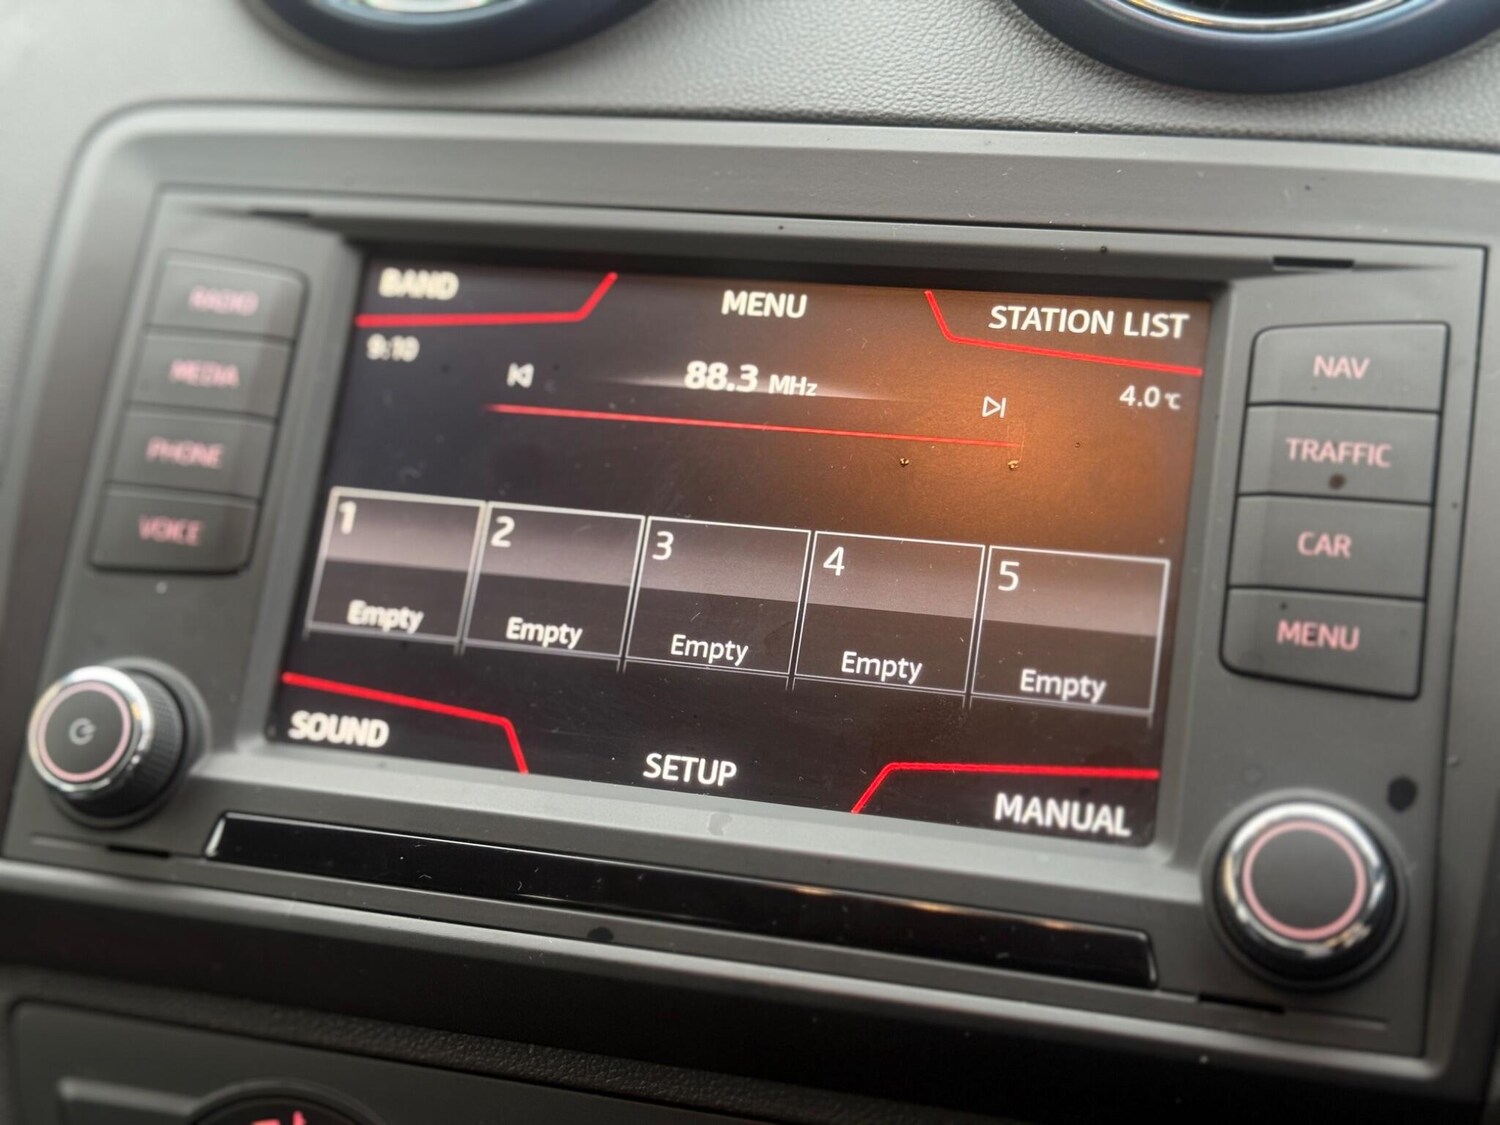 BAND
MENU
STATION LIST
9:10
88.3 MHz
4.0 °C
1
2
3
4
5
Empty
Empty
Empty
Empty
Empty
SOUND
SETUP
MANUAL
RADIO
MEDIA
PHONE
VOICE
NAV
TRAFFIC
CAR
MENU